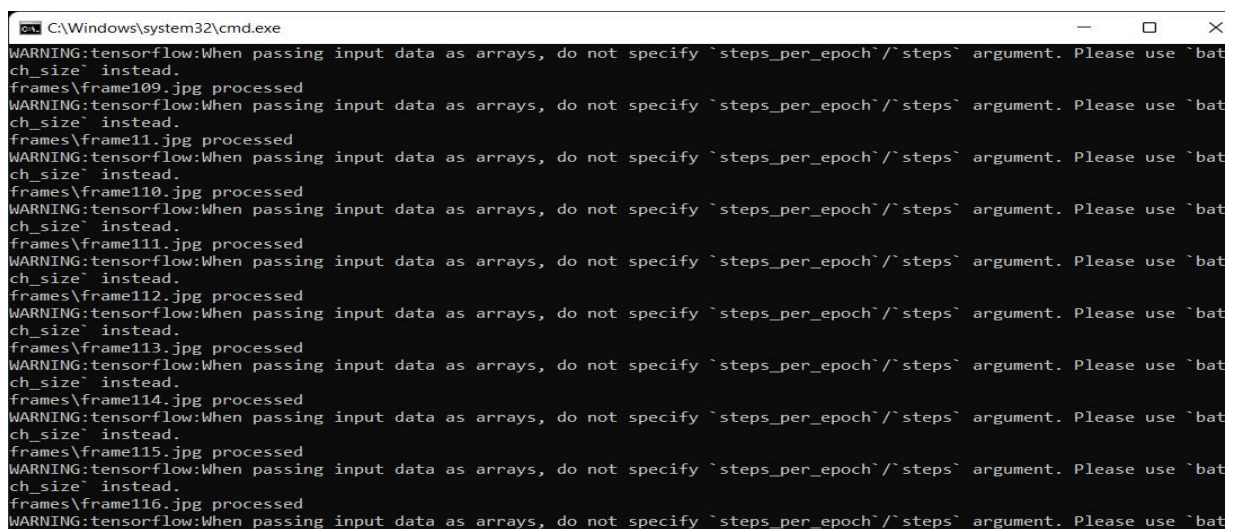 C:\Windows\system32\cmd.exe
WARNING:tensorflow:When passing input data as arrays, do not specify `steps_per_epoch`/`steps` argument. Please use `bat
ch_size` instead.
frames\frame109.jpg processed
WARNING:tensorflow:When passing input data as arrays, do not specify `steps_per_epoch`/`steps` argument. Please use `bat
ch_size` instead.
frames\frame11.jpg processed
WARNING:tensorflow:When passing input data as arrays, do not specify `steps_per_epoch`/`steps` argument. Please use `bat
ch_size` instead.
frames\frame110.jpg processed
WARNING:tensorflow:When passing input data as arrays, do not specify `steps_per_epoch`/`steps` argument. Please use `bat
ch_size` instead.
frames\frame111.jpg processed
WARNING:tensorflow:When passing input data as arrays, do not specify `steps_per_epoch`/`steps` argument. Please use `bat
ch_size` instead.
frames\frame112.jpg processed
WARNING:tensorflow:When passing input data as arrays, do not specify `steps_per_epoch`/`steps` argument. Please use `bat
ch_size` instead.
frames\frame113.jpg processed
WARNING:tensorflow:When passing input data as arrays, do not specify `steps_per_epoch`/`steps` argument. Please use `bat
ch_size` instead.
frames\frame114.jpg processed
WARNING:tensorflow:When passing input data as arrays, do not specify `steps_per_epoch`/`steps` argument. Please use `bat
ch_size` instead.
frames\frame115.jpg processed
WARNING:tensorflow:When passing input data as arrays, do not specify `steps_per_epoch`/`steps` argument. Please use `bat
ch_size` instead.
frames\frame116.jpg processed
WARNING:tensorflow:When passing input data as arrays, do not specify `steps_per_epoch`/`steps` argument. Please use `bat